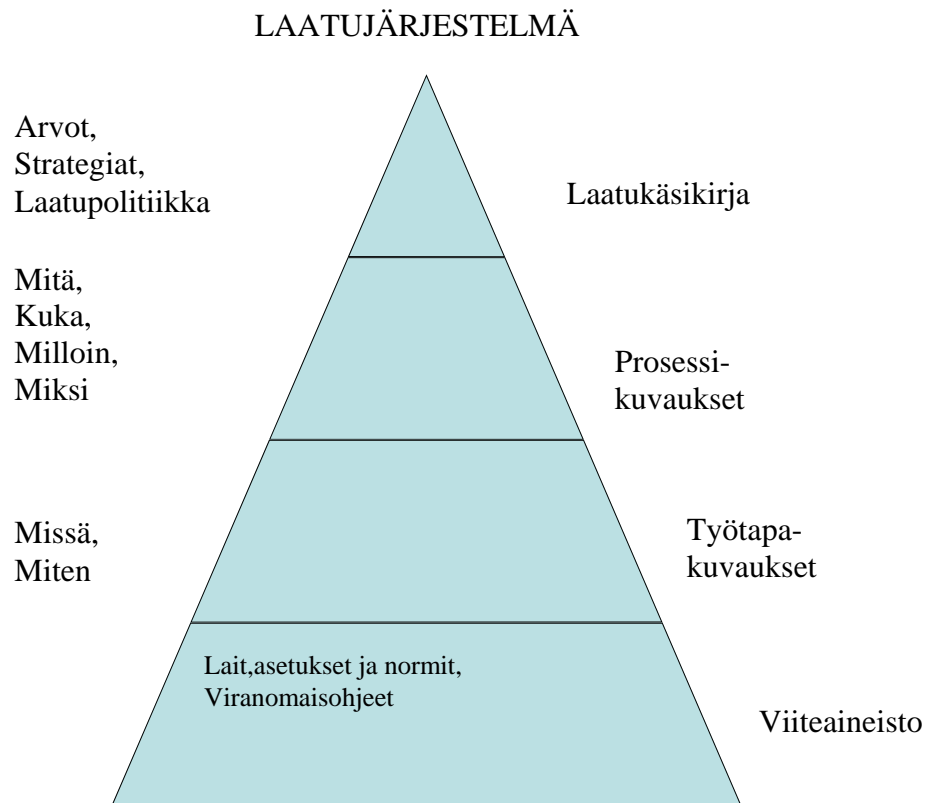 LAATUJÄRJESTELMÄ
Arvot,
Strategiat,
Laatupolitiikka
Laatukäsikirja
Mitä,
Kuka,
Milloin,
Miksi
Prosessi-
kuvaukset
Missä,
Miten
Työtapa-
kuvaukset
Lait,asetukset ja normit,
Viranomaisohjeet
Viiteaineisto